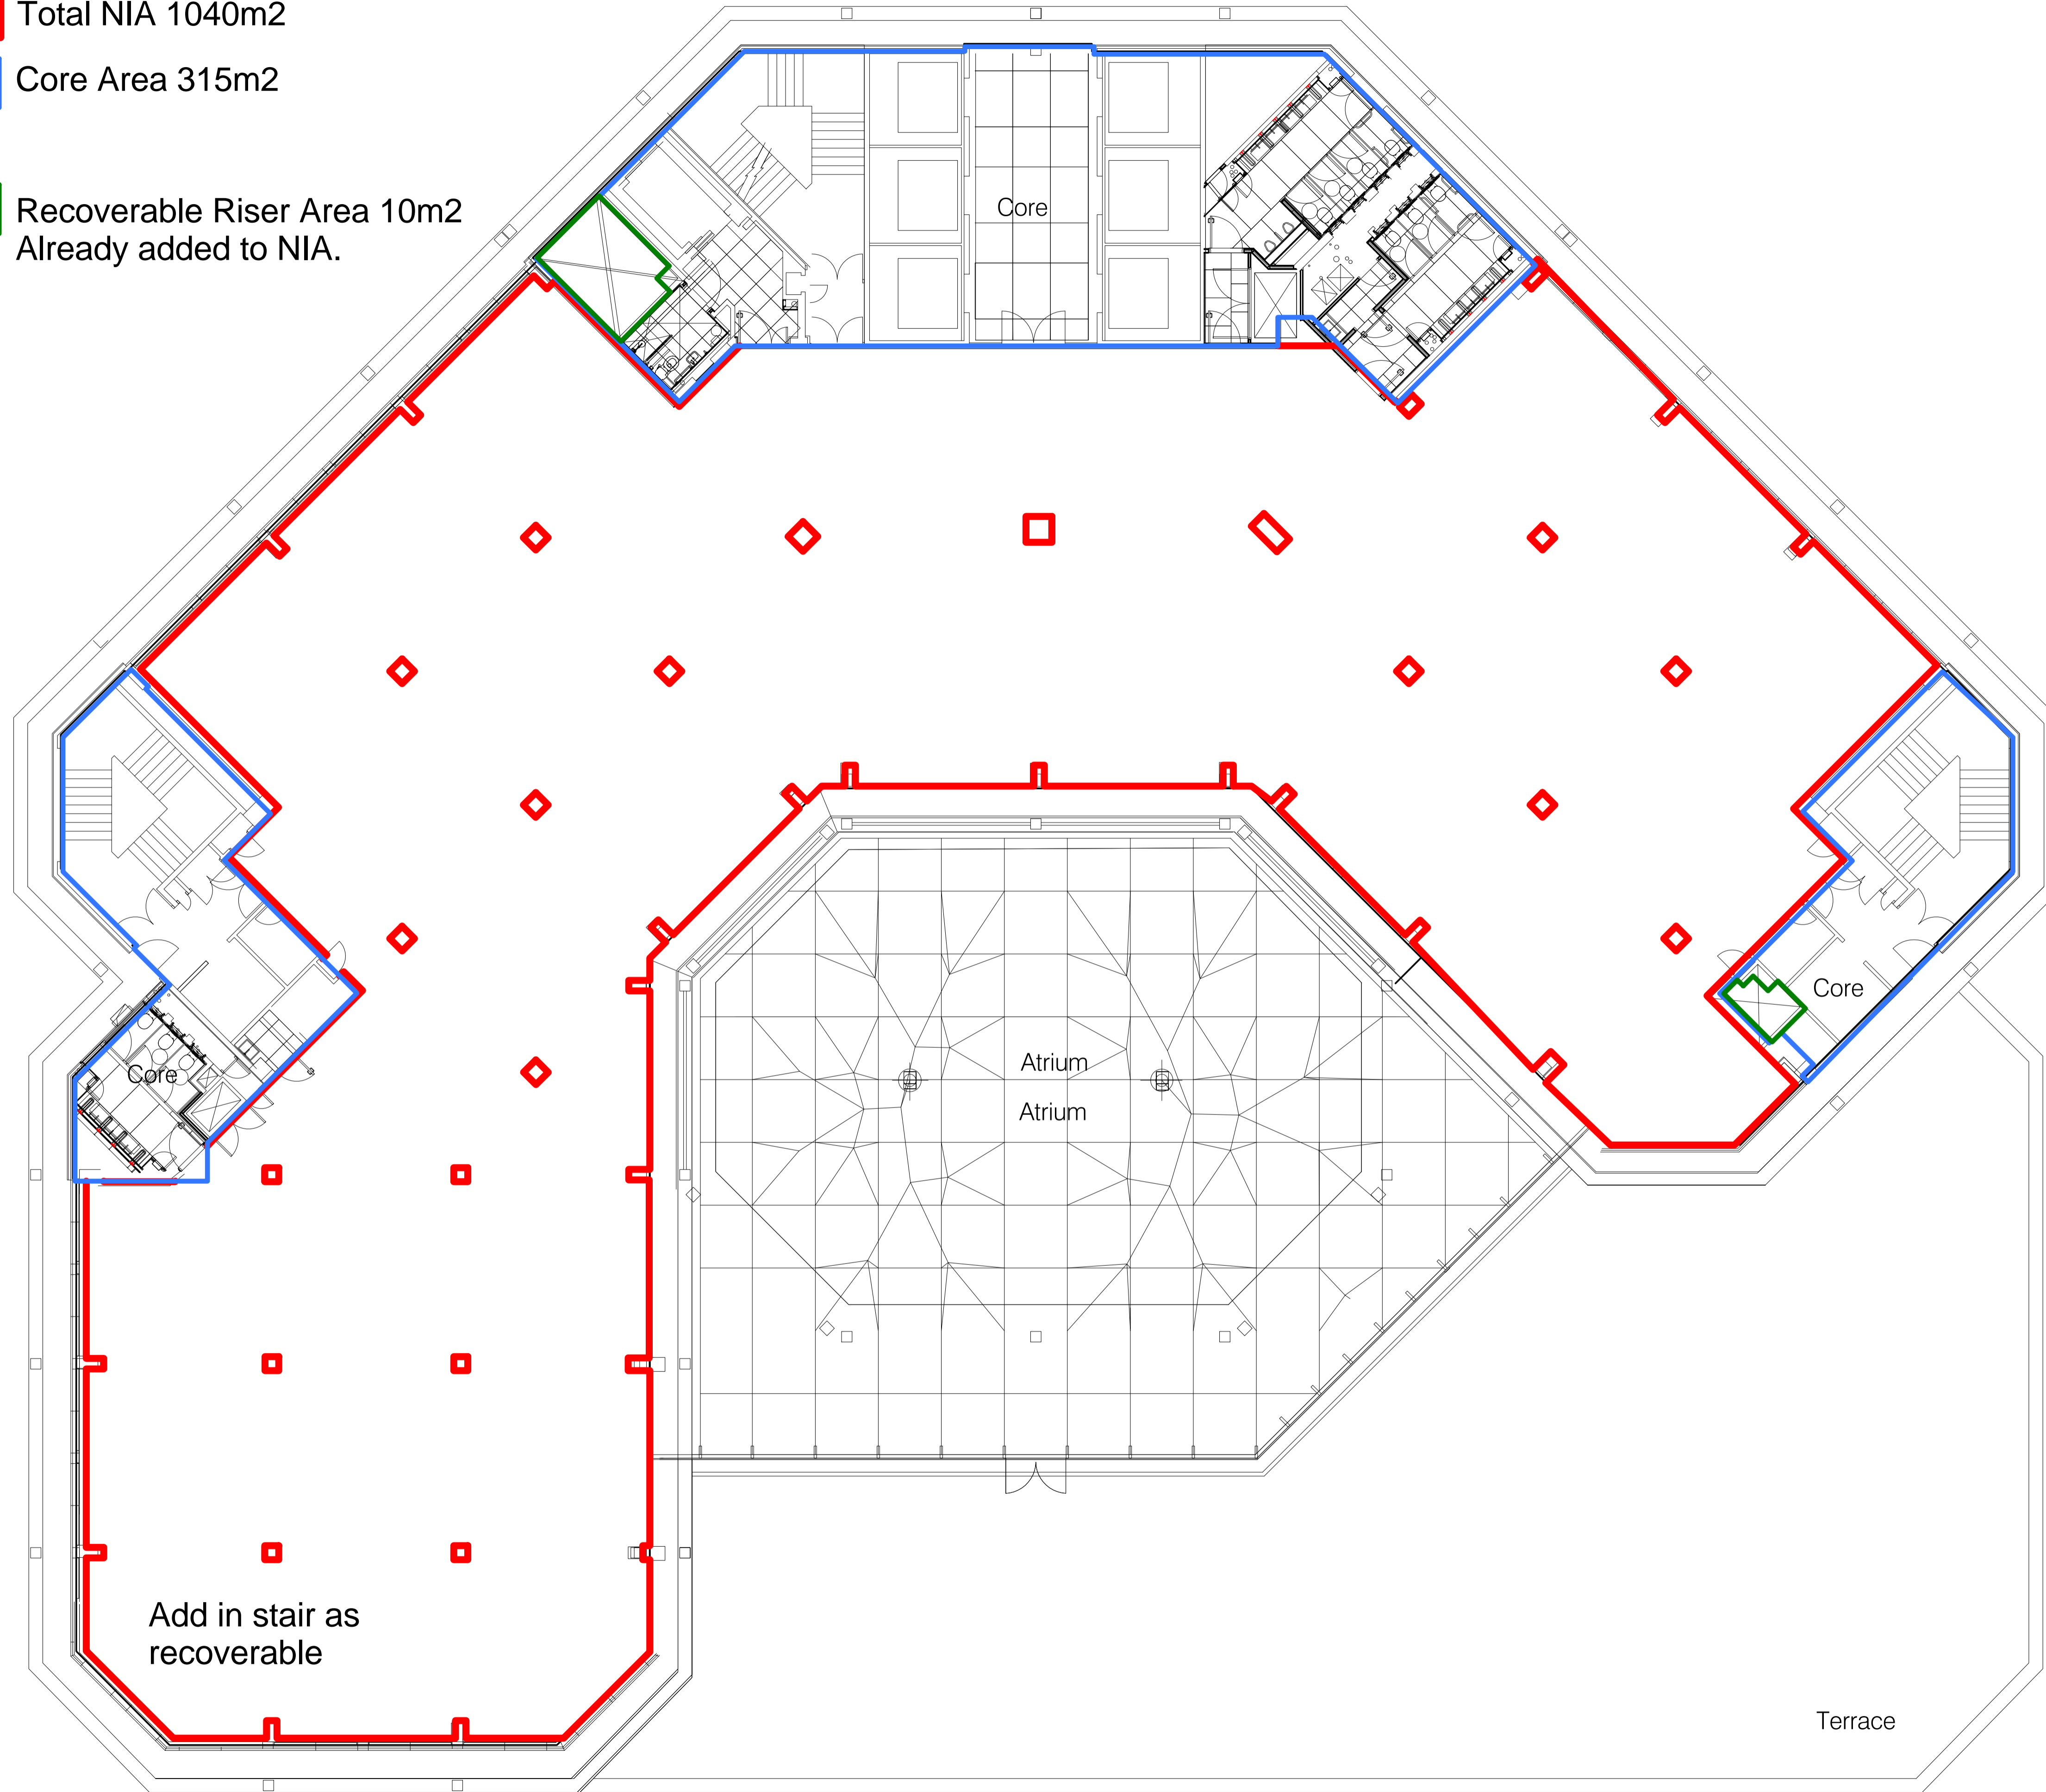 Total NIA 1040m2
Core Area 315m2
Recoverable Riser Area 10m2
Already added to NIA.
Core
Core
Atrium
Core
Atrium
Add in stair as
recoverable
Terrace